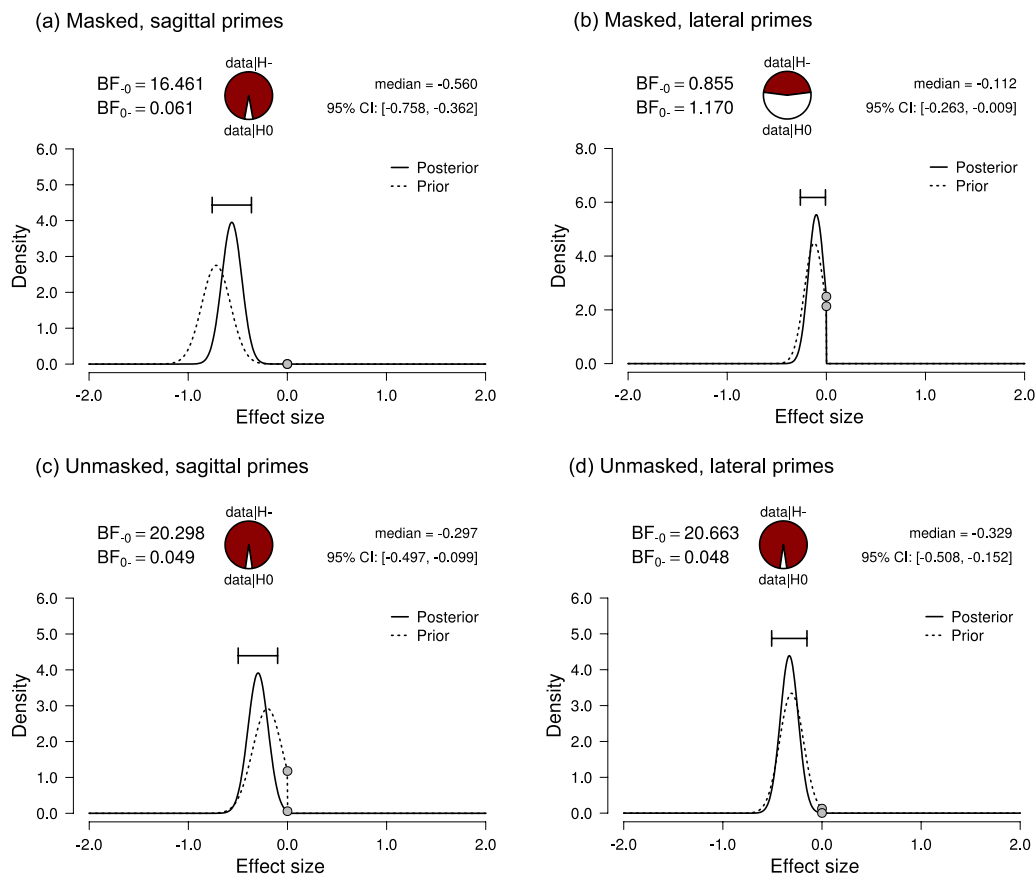 (a) Masked, sagittal primes
data|H-
BF-0 = 16.461
BF0- = 0.061
data|H0
median = -0.560
95% CI: [-0.758, -0.362]
6.0
5.0
4.0
3.0
2.0
1.0
0.0
Density
Posterior
Prior
-2.0 -1.0 0.0 1.0 2.0
Effect size
(b) Masked, lateral primes
data|H-
BF-0 = 0.855
BF0- = 1.170
data|H0
median = -0.112
95% CI: [-0.263, -0.009]
8.0
6.0
4.0
2.0
0.0
Density
Posterior
Prior
-2.0 -1.0 0.0 1.0 2.0
Effect size
(c) Unmasked, sagittal primes
data|H-
BF-0 = 20.298
BF0- = 0.049
data|H0
median = -0.297
95% CI: [-0.497, -0.099]
6.0
5.0
4.0
3.0
2.0
1.0
0.0
Density
Posterior
Prior
-2.0 -1.0 0.0 1.0 2.0
Effect size
(d) Unmasked, lateral primes
data|H-
BF-0 = 20.663
BF0- = 0.048
data|H0
median = -0.329
95% CI: [-0.508, -0.152]
6.0
5.0
4.0
3.0
2.0
1.0
0.0
Density
Posterior
Prior
-2.0 -1.0 0.0 1.0 2.0
Effect size